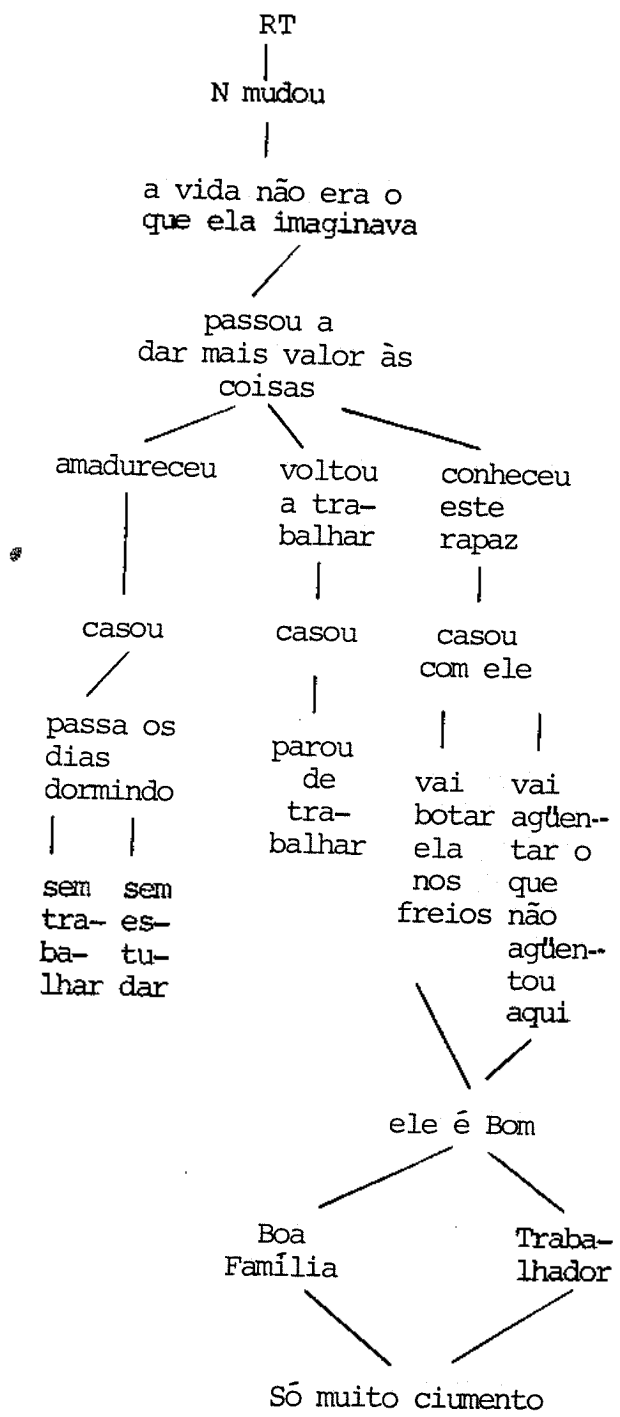 RT
N mudou
a vida não era o
que ela imaginava
passou a
dar mais valor às
coisas
amadureceu
voltou
a tra-
balhar
conheceu
este
rapaz
casou
casou
casou
com ele
passa os
dias
dormindo
parou
de
tra-
balhar
vai
botar
ela
nos
freios
vai
agüen--
tar o
que
não
agüen--
tou
aqui
sem
tra-
ba-
lhar
sem
es-
tu-
dar
ele é Bom
Boa
Família
Traba-
lhador
Só muito ciumento